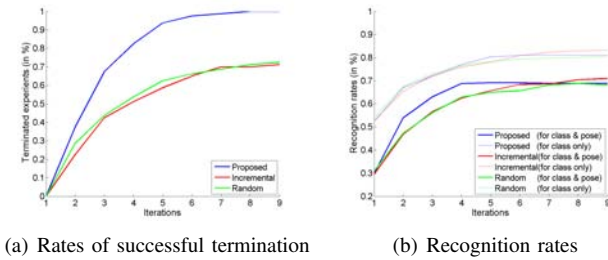 Terminated experients (in %)
1
0.9
0.8
0.7
0.6
0.5
0.4
0.3
0.2
0.1
0
1 2 3 4 5 6 7 8 9
Iterations
Proposed
Incremental
Random
(a) Rates of successful termination
Recognition rates (in %)
1
0.9
0.8
0.7
0.6
0.5
0.4
0.3
0.2
1 2 3 4 5 6 7 8 9
Iterations
Proposed (for class & pose)
Proposed (for class only)
Incremental(for class & pose)
Incremental(for class only)
Random (for class & pose)
Random (for class only)
(b) Recognition rates